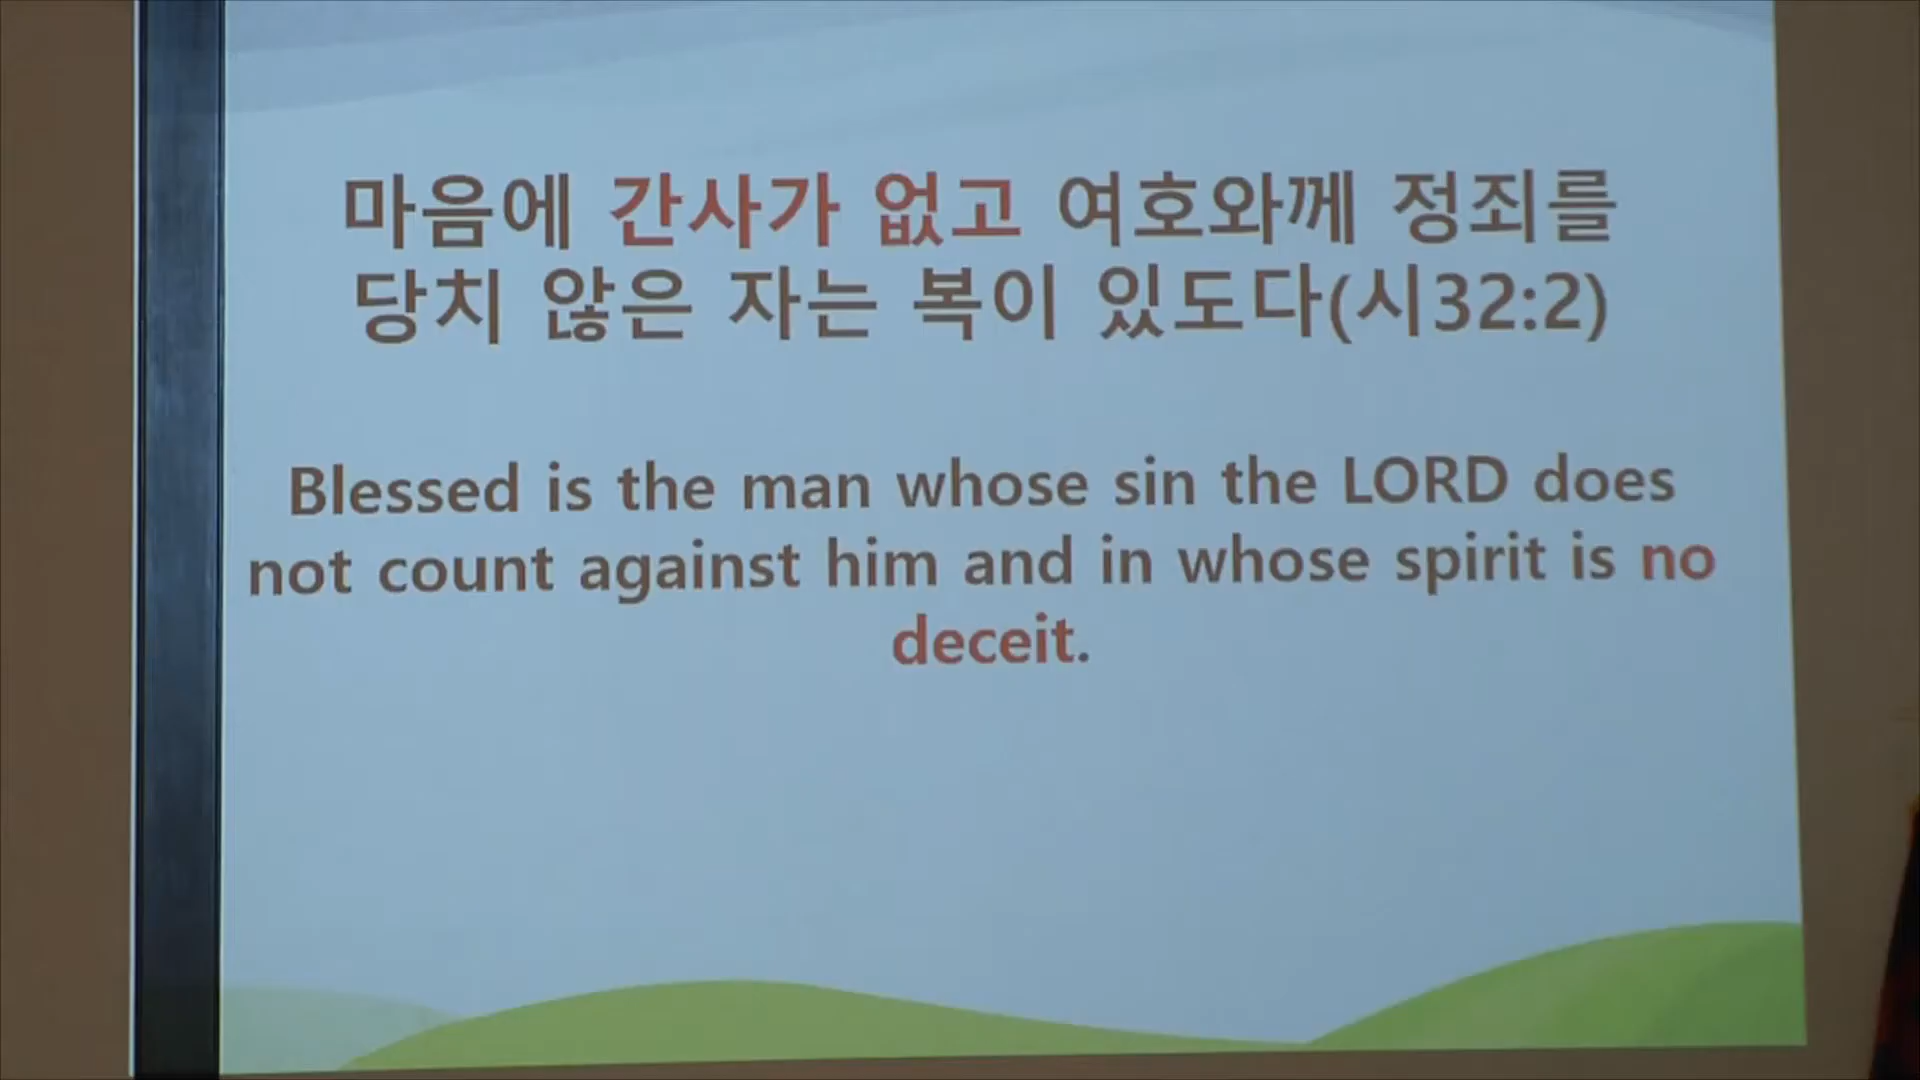 마음에 간사가 없고 여호와께 정죄를
당치 않은 자는 복이 있도다(시32:2)
Blessed is the man whose sin the LORD does
not count against him and in whose spirit is no
deceit.